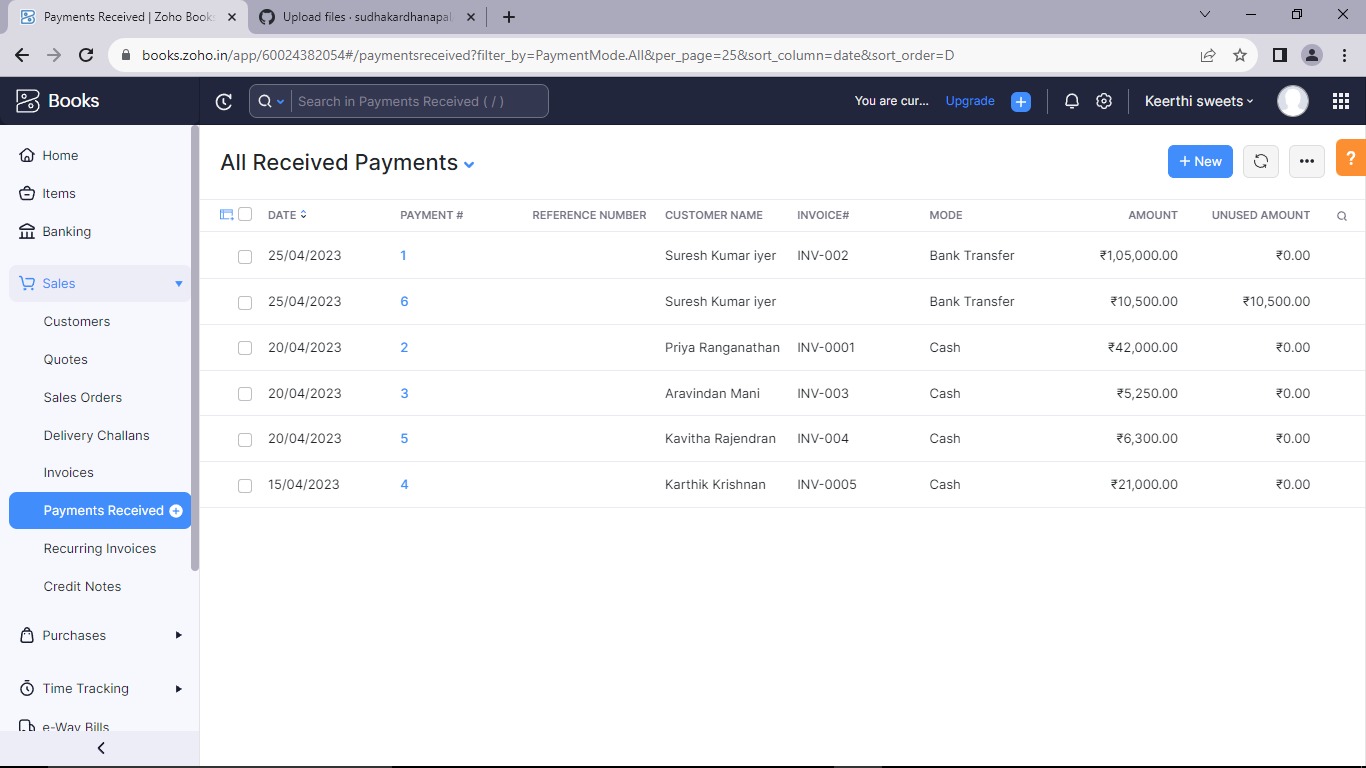 Payments Received | Zoho Books
Upload files · sudhakardhanapal
books.zoho.in/app/60024382054#/paymentsreceived?filter_by=PaymentMode.All&per_page=25&sort_column=date&sort_order=D
Books
Search in Payments Received ( / )
You are cur...
Upgrade
Keerthi sweets
Home
Items
Banking
Sales
Customers
Quotes
Sales Orders
Delivery Challans
Invoices
Payments Received
Recurring Invoices
Credit Notes
Purchases
Time Tracking
e-Way Bills
All Received Payments
+ New
?
DATE PAYMENT # REFERENCE NUMBER CUSTOMER NAME INVOICE# MODE AMOUNT UNUSED AMOUNT
25/04/2023 1 Suresh Kumar iyer INV-002 Bank Transfer ₹1,05,000.00 ₹0.00
25/04/2023 6 Suresh Kumar iyer Bank Transfer ₹10,500.00 ₹10,500.00
20/04/2023 2 Priya Ranganathan INV-0001 Cash ₹42,000.00 ₹0.00
20/04/2023 3 Aravindan Mani INV-003 Cash ₹5,250.00 ₹0.00
20/04/2023 5 Kavitha Rajendran INV-004 Cash ₹6,300.00 ₹0.00
15/04/2023 4 Karthik Krishnan INV-0005 Cash ₹21,000.00 ₹0.00